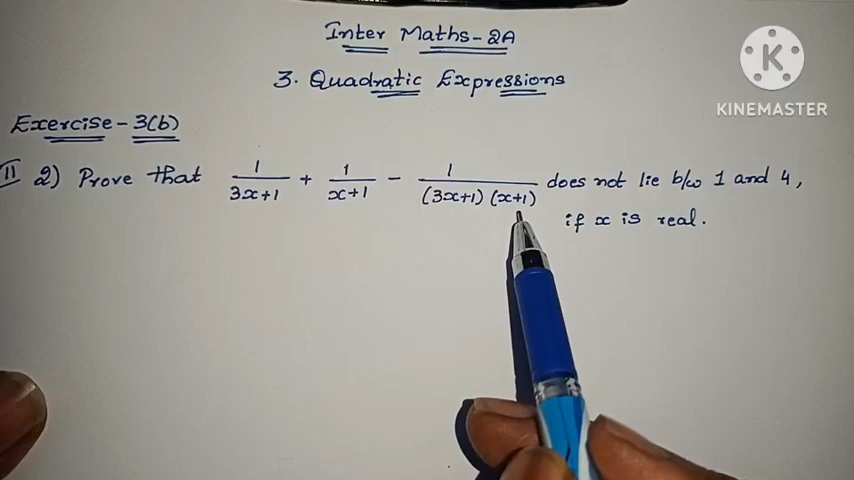 Inter Maths-2A
3. Quadratic Expressions
KINEMASTER
Exercise-3(b)
II 2) Prove that 1/(3x+1) + 1/(x+1) - 1/((3x+1)(x+1)) does not lie b/w 1 and 4,
if x is real.